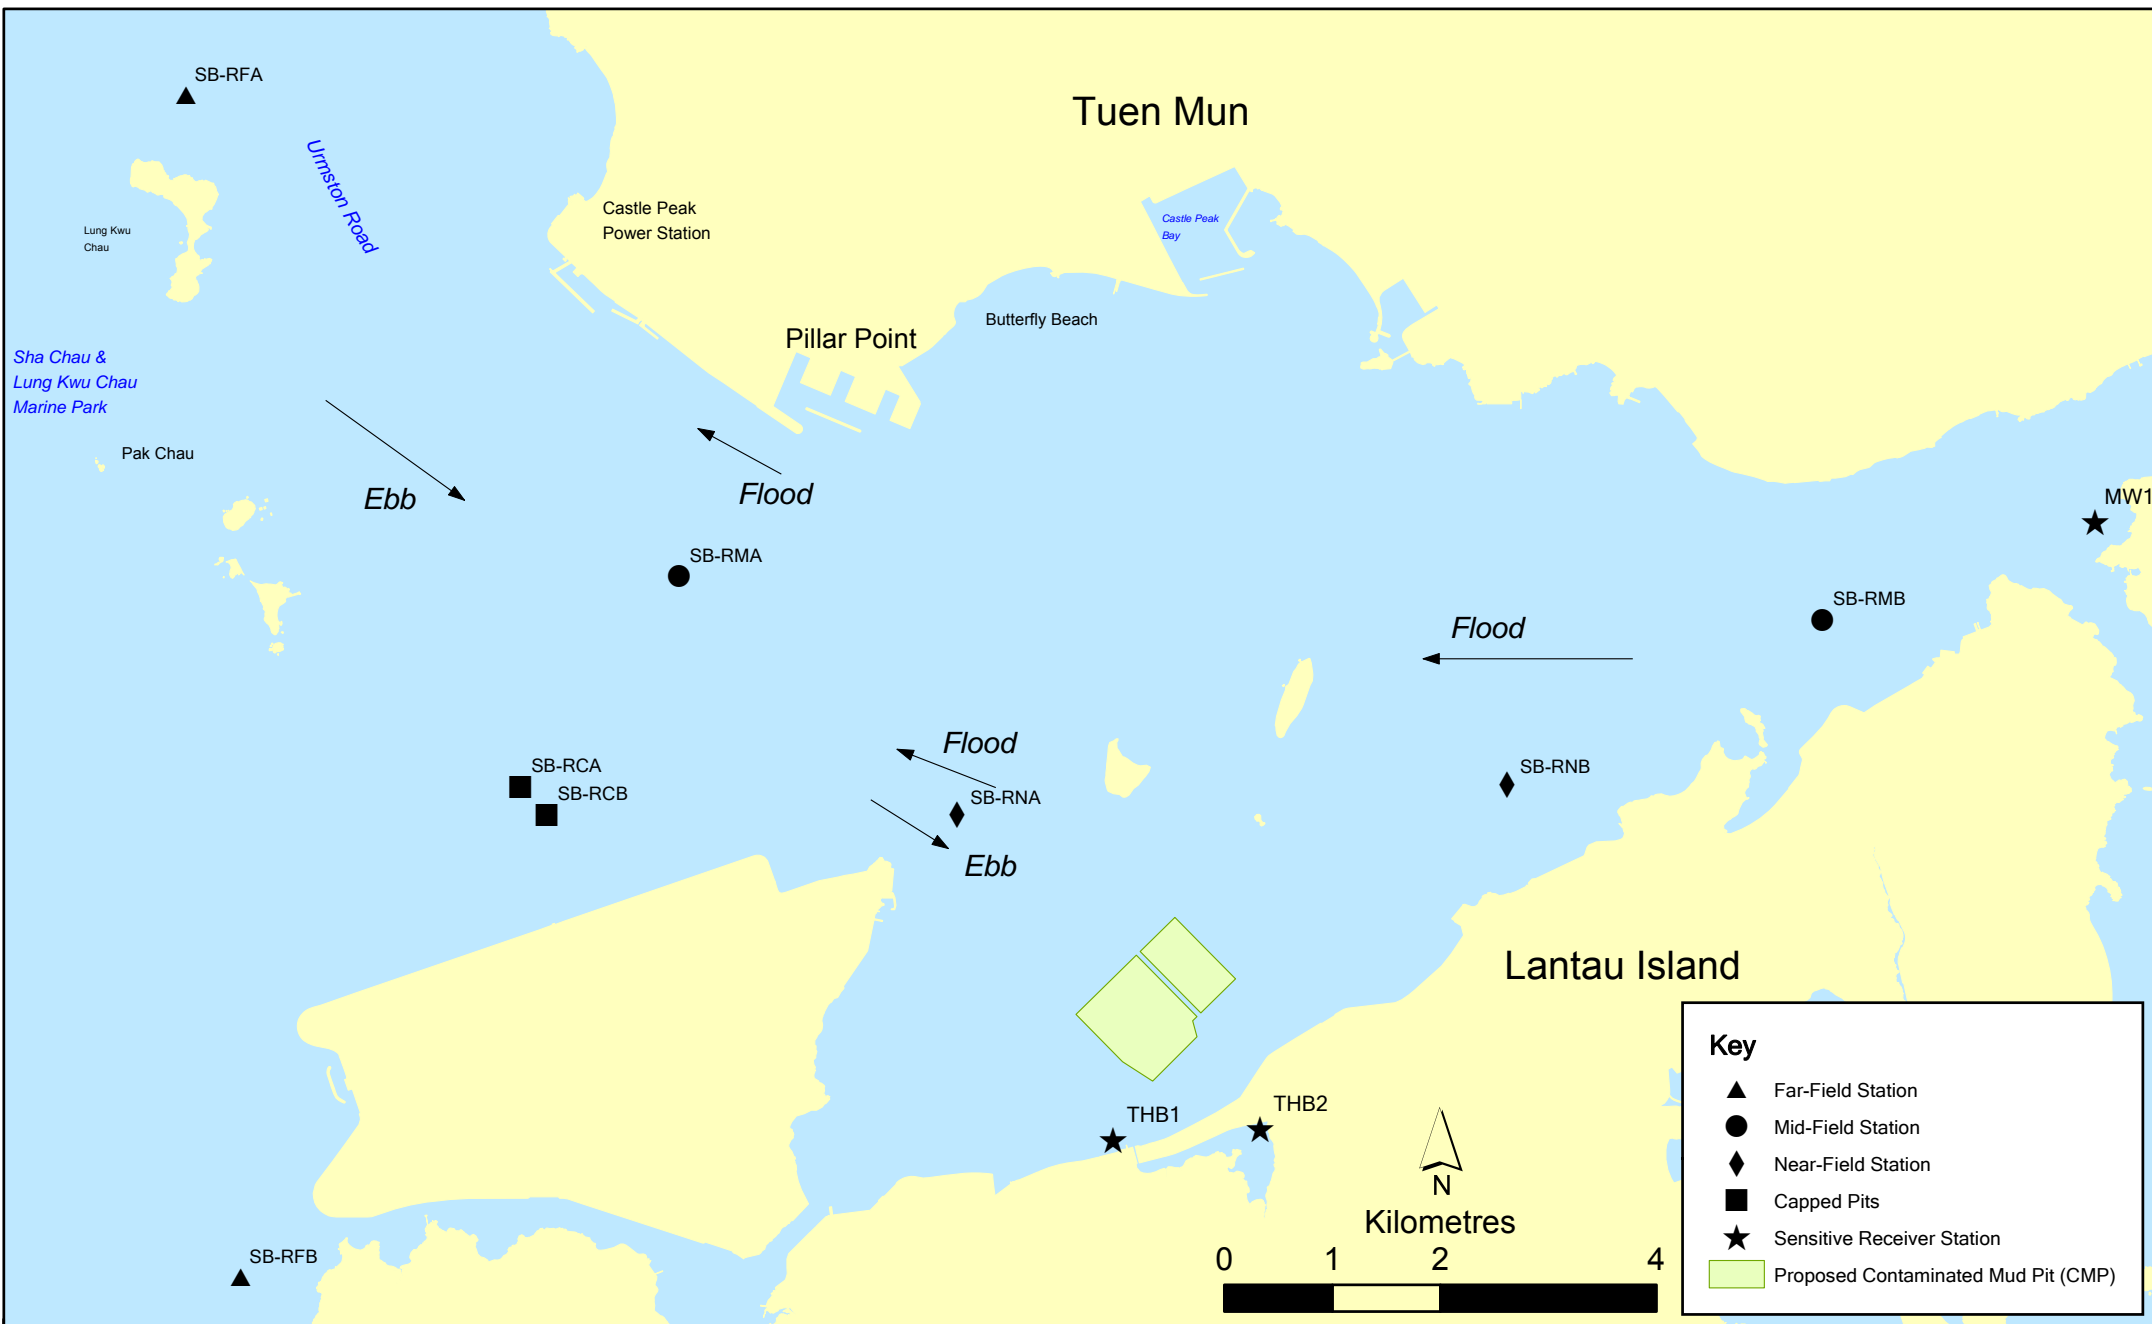 SB-RFA
Tuen Mun
Urmston Road
Castle Peak
Power Station
Castle Peak
Bay
Lung Kwu
Chau
Butterfly Beach
Pillar Point
Sha Chau &
Lung Kwu Chau
Marine Park
Pak Chau
Ebb
Flood
MW1
SB-RMA
SB-RMB
Flood
Flood
SB-RCA
SB-RNB
SB-RCB
SB-RNA
Ebb
Lantau Island
THB1
THB2
N
Kilometres
0 1 2 4
SB-RFB
Key
Far-Field Station
Mid-Field Station
Near-Field Station
Capped Pits
Sensitive Receiver Station
Proposed Contaminated Mud Pit (CMP)